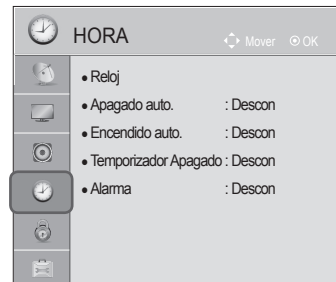 HORA
Mover OK
• Reloj
• Apagado auto. : Descon
• Encendido auto. : Descon
• Temporizador Apagado : Descon
• Alarma : Descon